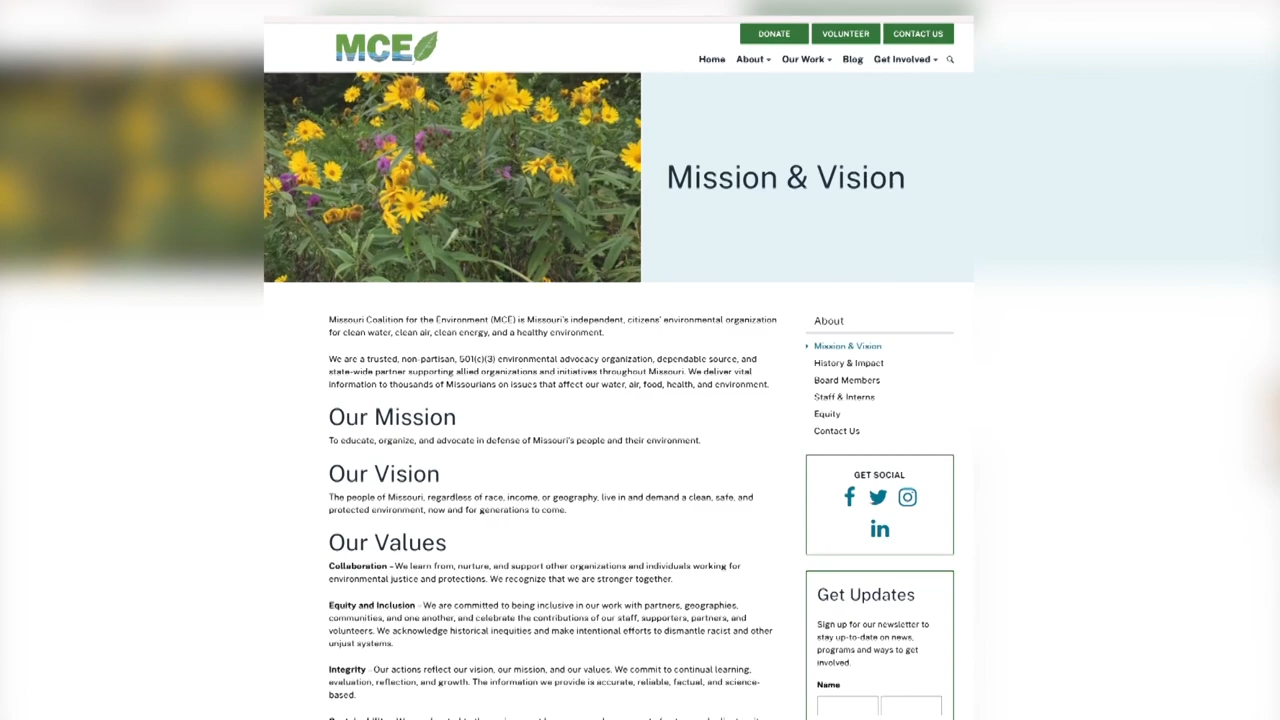 MCE
DONATE VOLUNTEER CONTACT US
Home About Our Work Blog Get Involved
Mission & Vision
Missouri Coalition for the Environment (MCE) is Missouri's independent, citizens' environmental organization
for clean water, clean air, clean energy, and a healthy environment.
We are a trusted, non-partisan, 501(c)(3) environmental advocacy organization, dependable source, and
state-wide partner supporting allied organizations and initiatives throughout Missouri. We deliver vital
information to thousands of Missourians on issues that affect our water, air, food, health, and environment.
Our Mission
To educate, organize, and advocate in defense of Missouri's people and their environment.
Our Vision
The people of Missouri, regardless of race, income, or geography, live in and demand a clean, safe, and
protected environment, now and for generations to come.
Our Values
Collaboration – We learn from, nurture, and support other organizations and individuals working for
environmental justice and protections. We recognize that we are stronger together.
Equity and Inclusion – We are committed to being inclusive in our work with partners, geographies,
communities, and one another, and celebrate the contributions of our staff, supporters, partners, and
volunteers. We acknowledge historical inequities and make intentional efforts to dismantle racist and other
unjust systems.
Integrity – Our actions reflect our vision, our mission, and our values. We commit to continual learning,
evaluation, reflection, and growth. The information we provide is accurate, reliable, factual, and science-
based.
About
Mission & Vision
History & Impact
Board Members
Staff & Interns
Equity
Contact Us
GET SOCIAL
Get Updates
Sign up for our newsletter to
stay up-to-date on news,
programs and ways to get
involved.
Name